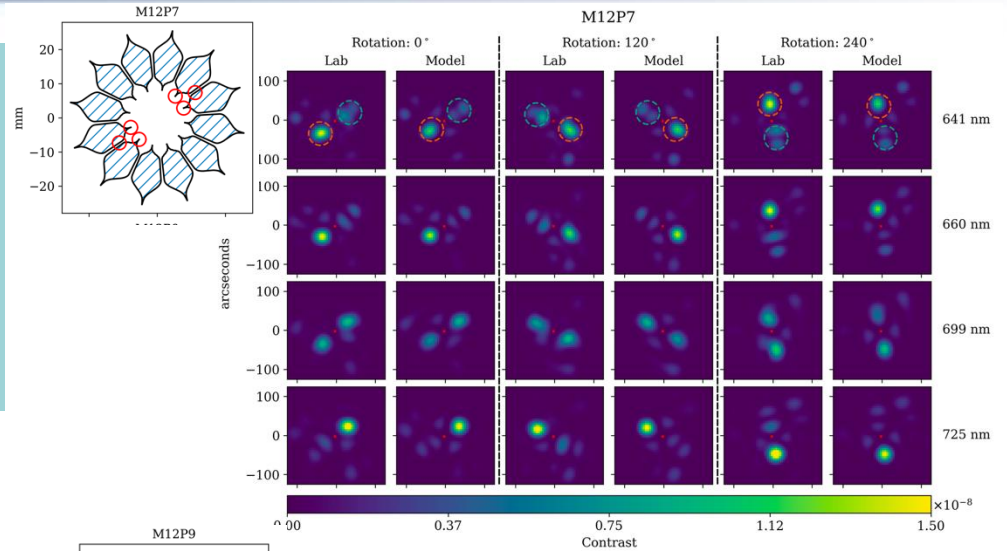 M12P7
20
10
0
−10
−20
mm
M12P7
Rotation: 0°
Rotation: 120°
Rotation: 240°
Lab
Model
Lab
Model
Lab
Model
100
0
100
641 nm
100
0
−100
660 nm
100
0
−100
699 nm
100
0
−100
725 nm
arcseconds
0.00
0.37
0.75
1.12
1.50
×10⁻⁸
Contrast
M12P9